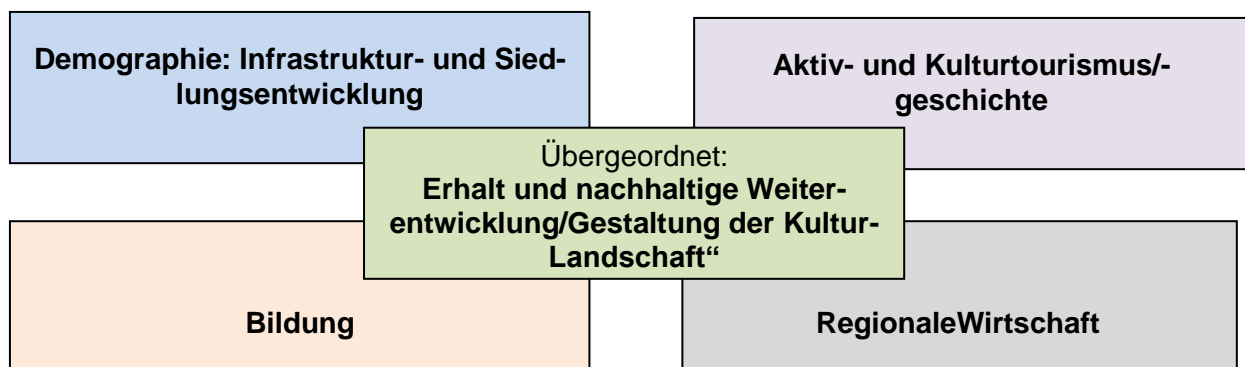 Demographie: Infrastruktur- und Sied-
lungsentwicklung
Aktiv- und Kulturtourismus/-
geschichte
Übergeordnet:
Erhalt und nachhaltige Weiter-
entwicklung/Gestaltung der Kultur-
Landschaft“
Bildung
RegionaleWirtschaft